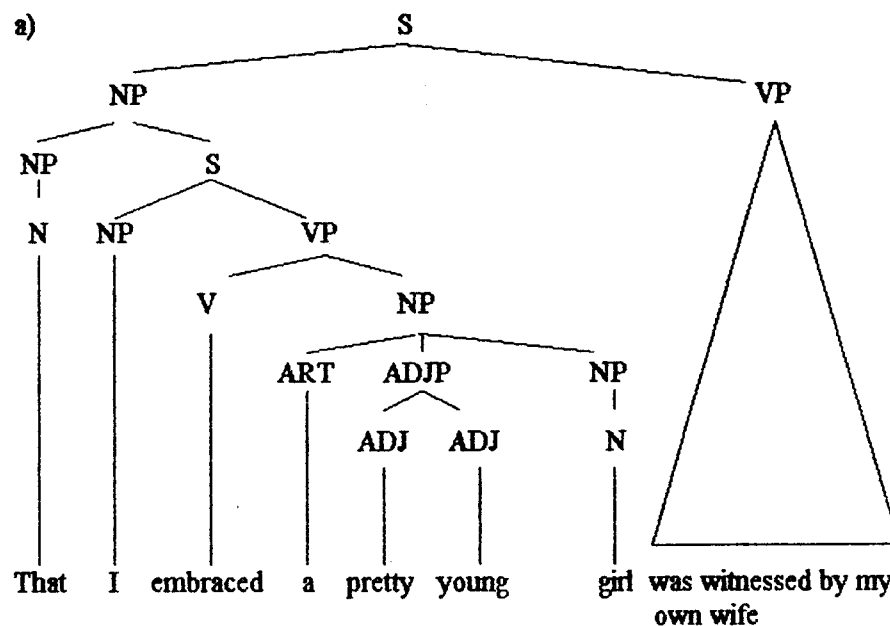 a)
S
NP VP
NP S
N NP VP
V NP
ART ADJP NP
ADJ ADJ N
That I embraced a pretty young girl was witnessed by my
own wife